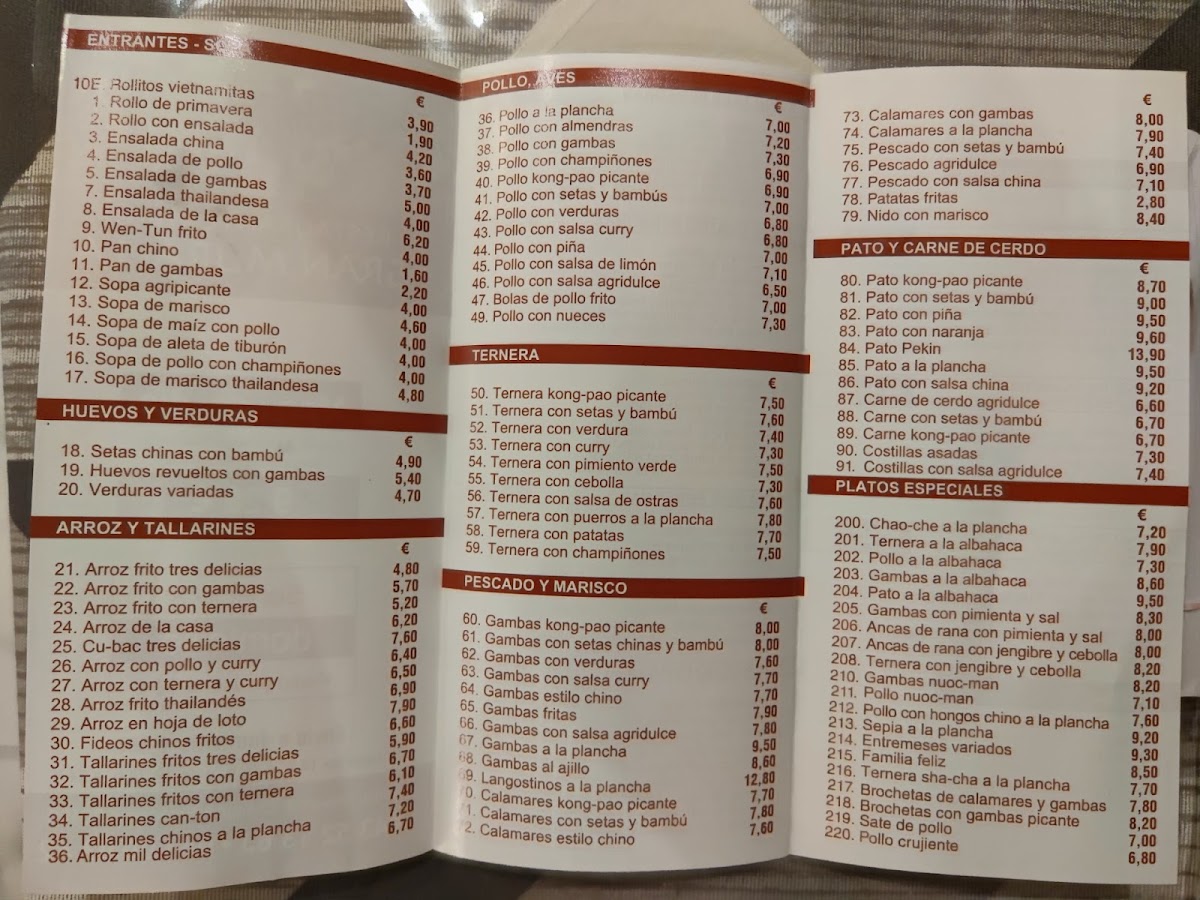 ENTRANTES - SO
€
10E. Rollitos vietnamitas 3,90
1. Rollo de primavera 1,90
2. Rollo con ensalada 4,20
3. Ensalada china 3,60
4. Ensalada de pollo 3,70
5. Ensalada de gambas 5,00
7. Ensalada thailandesa 4,00
8. Ensalada de la casa 6,20
9. Wen-Tun frito 4,00
10. Pan chino 1,60
11. Pan de gambas 2,20
12. Sopa agripicante 4,00
13. Sopa de marisco 4,60
14. Sopa de maíz con pollo 4,00
15. Sopa de aleta de tiburón 4,00
16. Sopa de pollo con champiñones 4,00
17. Sopa de marisco thailandesa 4,80
HUEVOS Y VERDURAS
€
18. Setas chinas con bambú 4,90
19. Huevos revueltos con gambas 5,40
20. Verduras variadas 4,70
ARROZ Y TALLARINES
€
21. Arroz frito tres delicias 4,80
22. Arroz frito con gambas 5,70
23. Arroz frito con ternera 5,20
24. Arroz de la casa 6,20
25. Cu-bac tres delicias 7,60
26. Arroz con pollo y curry 6,40
27. Arroz con ternera y curry 6,50
28. Arroz frito thailandés 6,90
29. Arroz en hoja de loto 7,90
30. Fideos chinos fritos 6,60
31. Tallarines fritos tres delicias 5,90
32. Tallarines fritos con gambas 6,70
33. Tallarines fritos con ternera 6,10
34. Tallarines can-ton 7,40
35. Tallarines chinos a la plancha 7,20
36. Arroz mil delicias 6,70
POLLO, AVES
€
36. Pollo a la plancha 7,00
37. Pollo con almendras 7,20
38. Pollo con gambas 7,30
39. Pollo con champiñones 6,90
40. Pollo kong-pao picante 6,90
41. Pollo con setas y bambús 7,00
42. Pollo con verduras 6,80
43. Pollo con salsa curry 6,80
44. Pollo con piña 7,00
45. Pollo con salsa de limón 7,10
46. Pollo con salsa agridulce 6,50
47. Bolas de pollo frito 7,00
49. Pollo con nueces 7,30
TERNERA
€
50. Ternera kong-pao picante 7,50
51. Ternera con setas y bambú 7,60
52. Ternera con verdura 7,40
53. Ternera con curry 7,30
54. Ternera con pimiento verde 7,50
55. Ternera con cebolla 7,30
56. Ternera con salsa de ostras 7,60
57. Ternera con puerros a la plancha 7,80
58. Ternera con patatas 7,70
59. Ternera con champiñones 7,50
PESCADO Y MARISCO
€
60. Gambas kong-pao picante 8,00
61. Gambas con setas chinas y bambú 8,00
62. Gambas con verduras 7,60
63. Gambas con salsa curry 7,70
64. Gambas estilo chino 7,70
65. Gambas fritas 7,90
66. Gambas con salsa agridulce 7,80
67. Gambas a la plancha 9,50
68. Gambas al ajillo 8,60
69. Langostinos a la plancha 12,80
0. Calamares kong-pao picante 7,70
1. Calamares con setas y bambú 7,80
2. Calamares estilo chino 7,60
€
73. Calamares con gambas 8,00
74. Calamares a la plancha 7,90
75. Pescado con setas y bambú 7,40
76. Pescado agridulce 6,90
77. Pescado con salsa china 7,10
78. Patatas fritas 2,80
79. Nido con marisco 8,40
PATO Y CARNE DE CERDO
€
80. Pato kong-pao picante 8,70
81. Pato con setas y bambú 9,00
82. Pato con piña 9,50
83. Pato con naranja 9,60
84. Pato Pekin 13,90
85. Pato a la plancha 9,50
86. Pato con salsa china 9,20
87. Carne de cerdo agridulce 6,60
88. Carne con setas y bambú 6,70
89. Carne kong-pao picante 6,70
90. Costillas asadas 7,30
91. Costillas con salsa agridulce 7,40
PLATOS ESPECIALES
€
200. Chao-che a la plancha 7,20
201. Ternera a la albahaca 7,90
202. Pollo a la albahaca 7,30
203. Gambas a la albahaca 8,60
204. Pato a la albahaca 9,50
205. Gambas con pimienta y sal 8,30
206. Ancas de rana con pimienta y sal 8,00
207. Ancas de rana con jengibre y cebolla 8,00
208. Ternera con jengibre y cebolla 8,20
210. Gambas nuoc-man 8,20
211. Pollo nuoc-man 7,10
212. Pollo con hongos chino a la plancha 7,60
213. Sepia a la plancha 9,20
214. Entremeses variados 9,30
215. Familia feliz 8,50
216. Ternera sha-cha a la plancha 7,70
217. Brochetas de calamares y gambas 7,80
218. Brochetas con gambas picante 8,20
219. Sate de pollo 7,00
220. Pollo crujiente 6,80